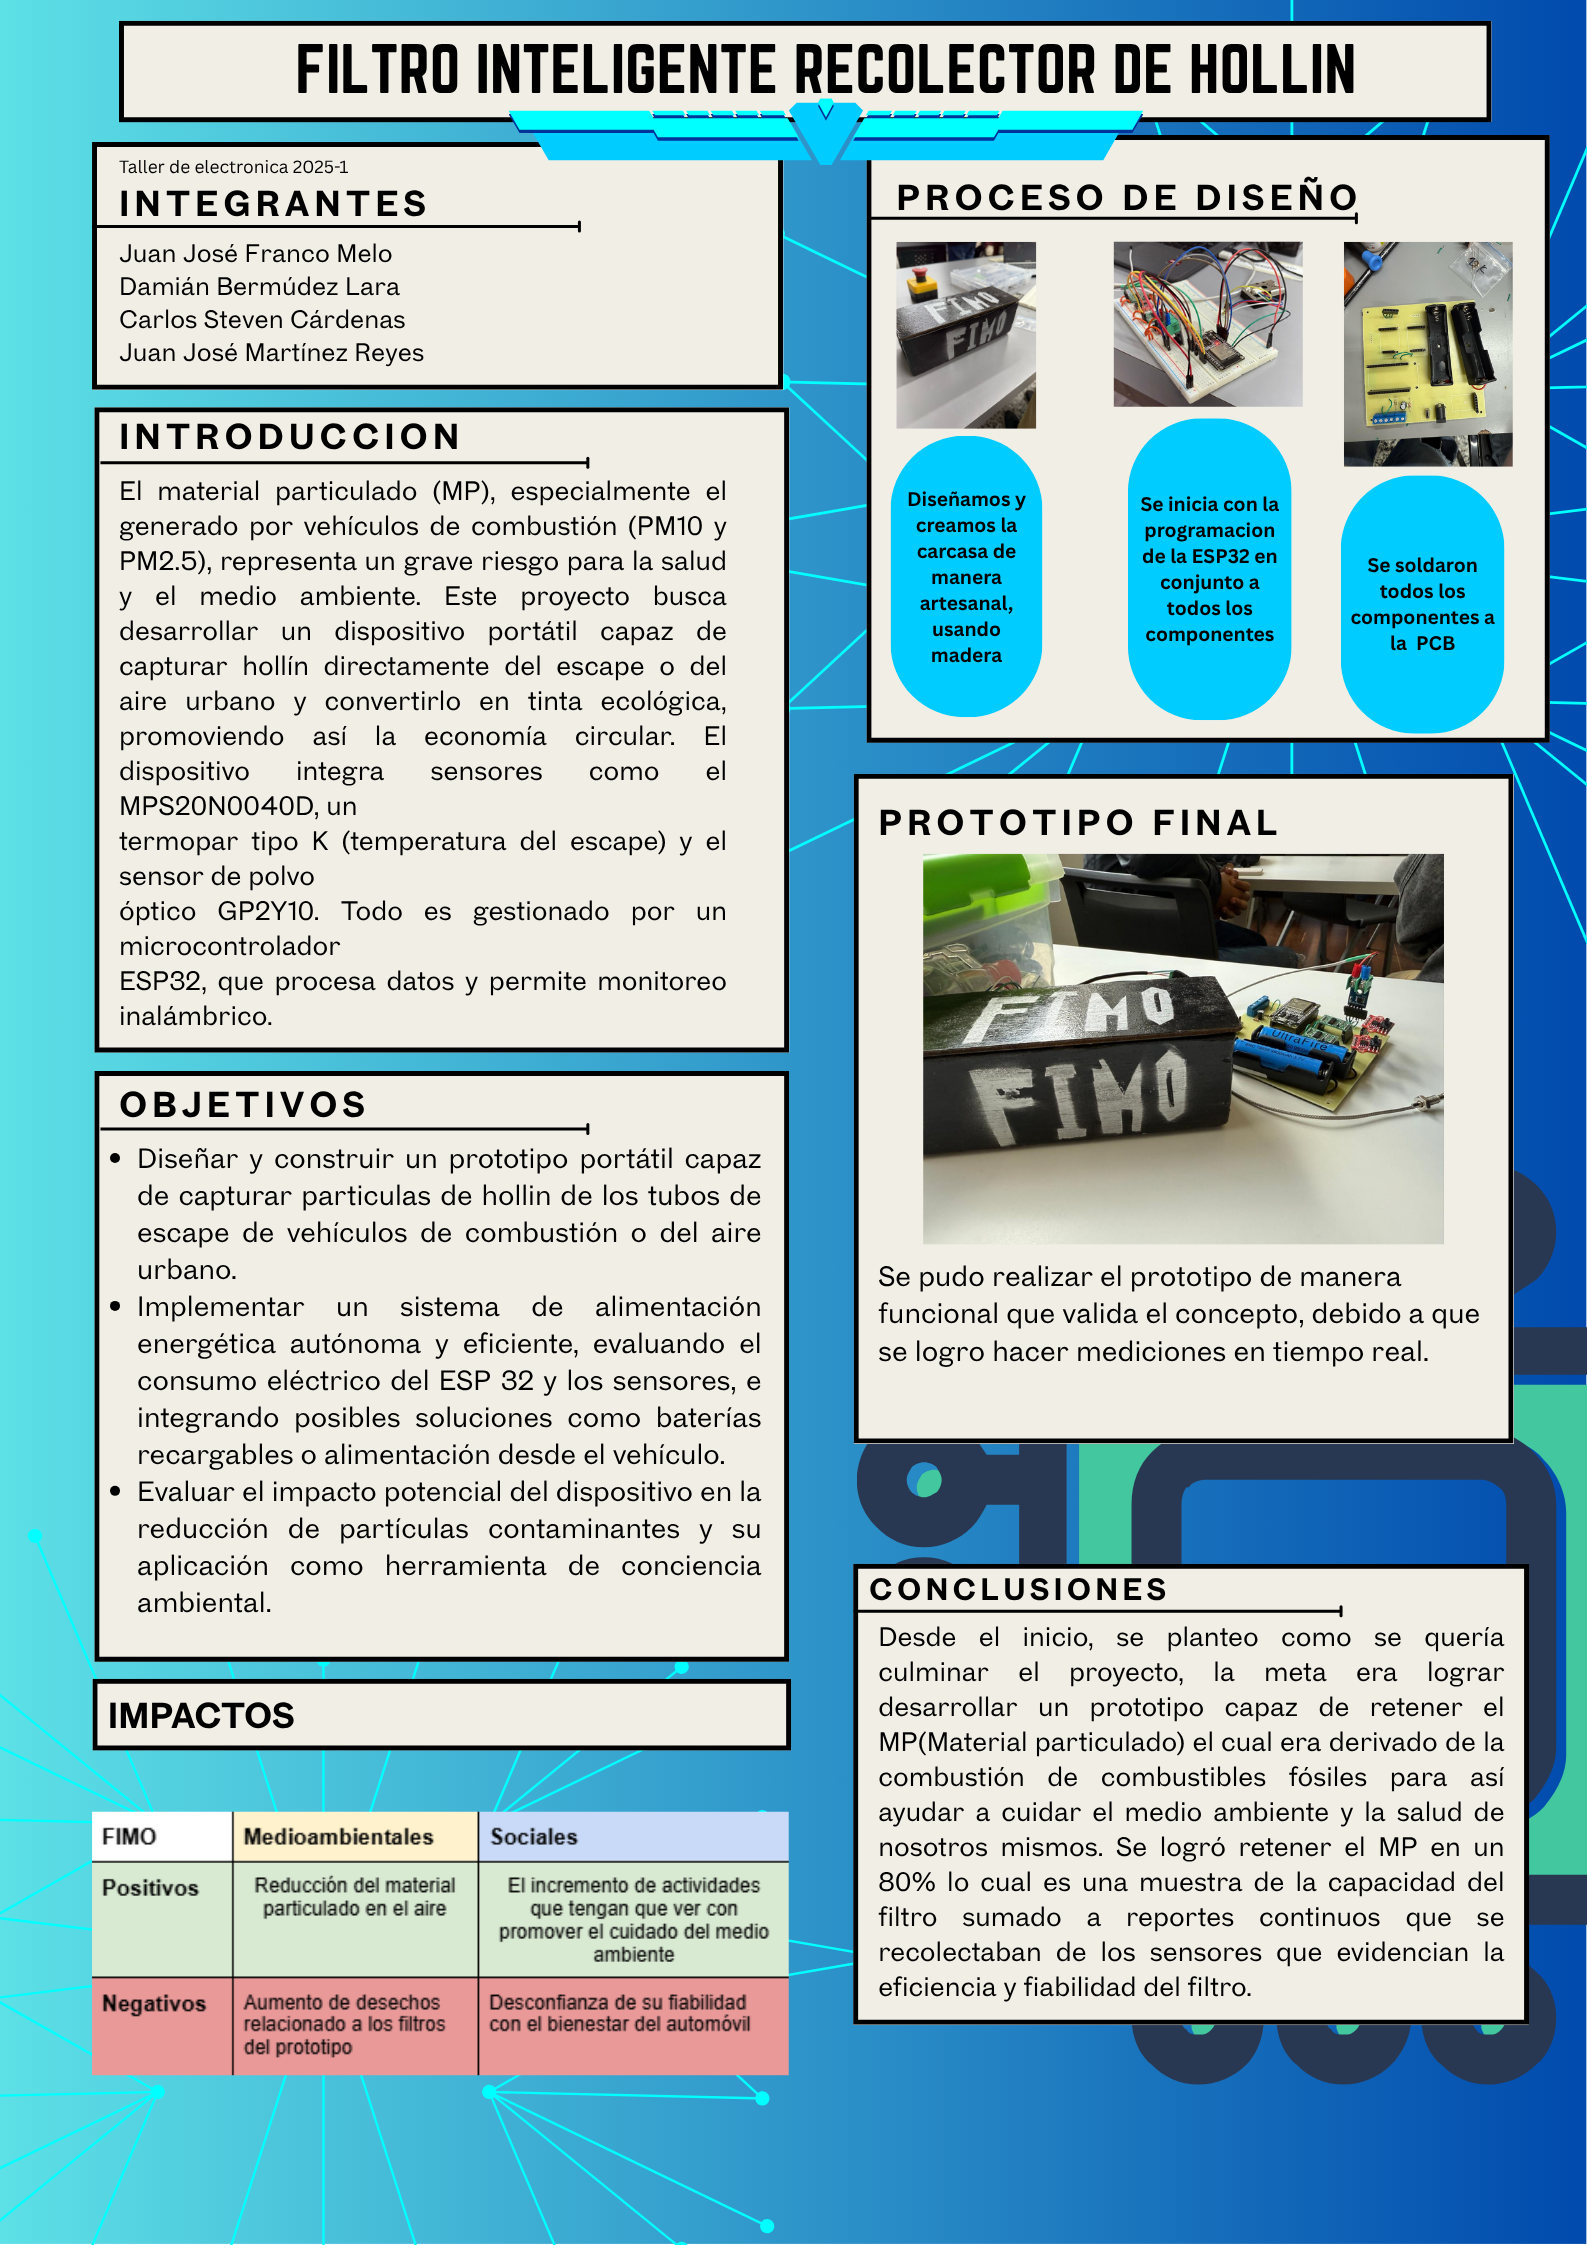 FILTRO INTELIGENTE RECOLECTOR DE HOLLIN
Taller de electronica 2025-1
INTEGRANTES
Juan José Franco Melo
Damián Bermúdez Lara
Carlos Steven Cárdenas
Juan José Martínez Reyes
INTRODUCCION
El material particulado (MP), especialmente el
generado por vehículos de combustión (PM10 y
PM2.5), representa un grave riesgo para la salud
y el medio ambiente. Este proyecto busca
desarrollar un dispositivo portátil capaz de
capturar hollín directamente del escape o del
aire urbano y convertirlo en tinta ecológica,
promoviendo así la economía circular. El
dispositivo integra sensores como el
MPS20N0040D, un
termopar tipo K (temperatura del escape) y el
sensor de polvo
óptico GP2Y10. Todo es gestionado por un
microcontrolador
ESP32, que procesa datos y permite monitoreo
inalámbrico.
OBJETIVOS
• Diseñar y construir un prototipo portátil capaz
de capturar particulas de hollin de los tubos de
escape de vehículos de combustión o del aire
urbano.
• Implementar un sistema de alimentación
energética autónoma y eficiente, evaluando el
consumo eléctrico del ESP 32 y los sensores, e
integrando posibles soluciones como baterías
recargables o alimentación desde el vehículo.
• Evaluar el impacto potencial del dispositivo en la
reducción de partículas contaminantes y su
aplicación como herramienta de conciencia
ambiental.
IMPACTOS
FIMO Medioambientales Sociales
Positivos
Reducción del material
particulado en el aire
El incremento de actividades
que tengan que ver con
promover el cuidado del medio
ambiente
Negativos
Aumento de desechos
relacionado a los filtros
del prototipo
Desconfianza de su fiabilidad
con el bienestar del automóvil
PROCESO DE DISEÑO
FIMO
FIMO
Diseñamos y
creamos la
carcasa de
manera
artesanal,
usando
madera
Se inicia con la
programacion
de la ESP32 en
conjunto a
todos los
componentes
Se soldaron
todos los
componentes a
la PCB
PROTOTIPO FINAL
FIMO
FIMO
UltraFire
Se pudo realizar el prototipo de manera
funcional que valida el concepto, debido a que
se logro hacer mediciones en tiempo real.
CONCLUSIONES
Desde el inicio, se planteo como se quería
culminar el proyecto, la meta era lograr
desarrollar un prototipo capaz de retener el
MP(Material particulado) el cual era derivado de la
combustión de combustibles fósiles para así
ayudar a cuidar el medio ambiente y la salud de
nosotros mismos. Se logró retener el MP en un
80% lo cual es una muestra de la capacidad del
filtro sumado a reportes continuos que se
recolectaban de los sensores que evidencian la
eficiencia y fiabilidad del filtro.